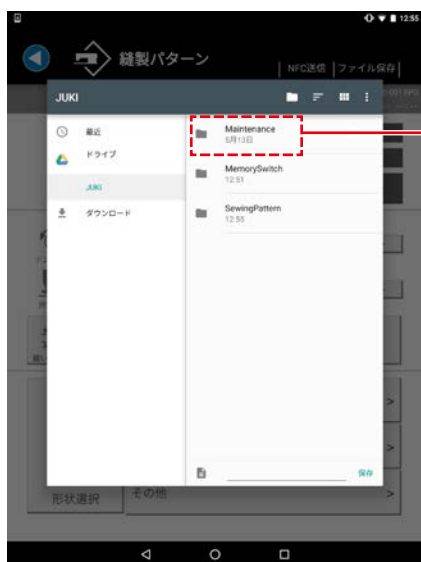 12:55
縫製パターン
NFC送信
ファイル保存
JUKI
最近
ドライブ
JUKI
ダウンロード
Maintenance
5月13日
MemorySwitch
12:51
SewingPattern
12:55
保存
形状選択
その他